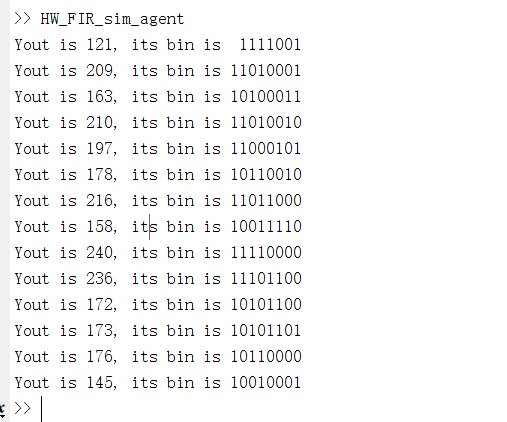 >> HW_FIR_sim_agent
Yout is 121, its bin is  1111001
Yout is 209, its bin is 11010001
Yout is 163, its bin is 10100011
Yout is 210, its bin is 11010010
Yout is 197, its bin is 11000101
Yout is 178, its bin is 10110010
Yout is 216, its bin is 11011000
Yout is 158, its bin is 10011110
Yout is 240, its bin is 11110000
Yout is 236, its bin is 11101100
Yout is 172, its bin is 10101100
Yout is 173, its bin is 10101101
Yout is 176, its bin is 10110000
Yout is 145, its bin is 10010001
>>